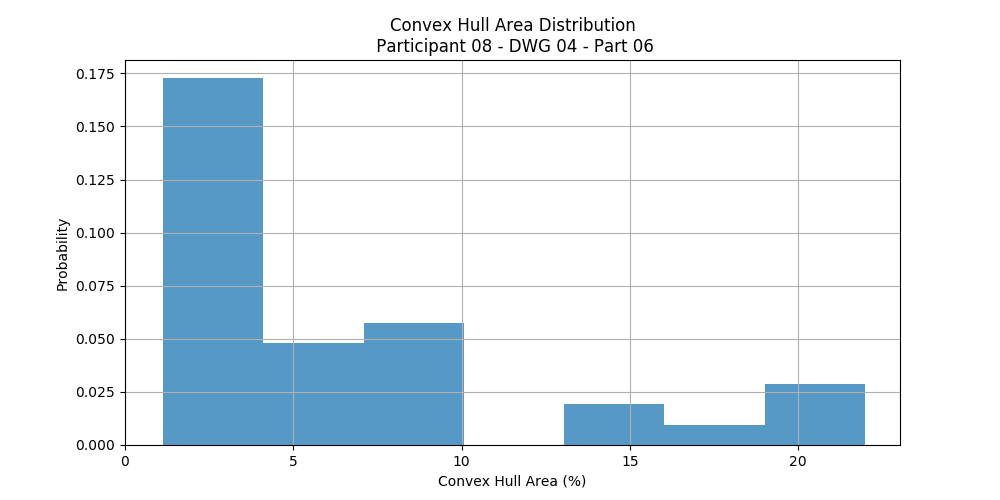 Convex Hull Area Distribution
Participant 08 - DWG 04 - Part 06
0.175
0.150
0.125
0.100
0.075
0.050
0.025
0.000
Probability
0 5 10 15 20
Convex Hull Area (%)